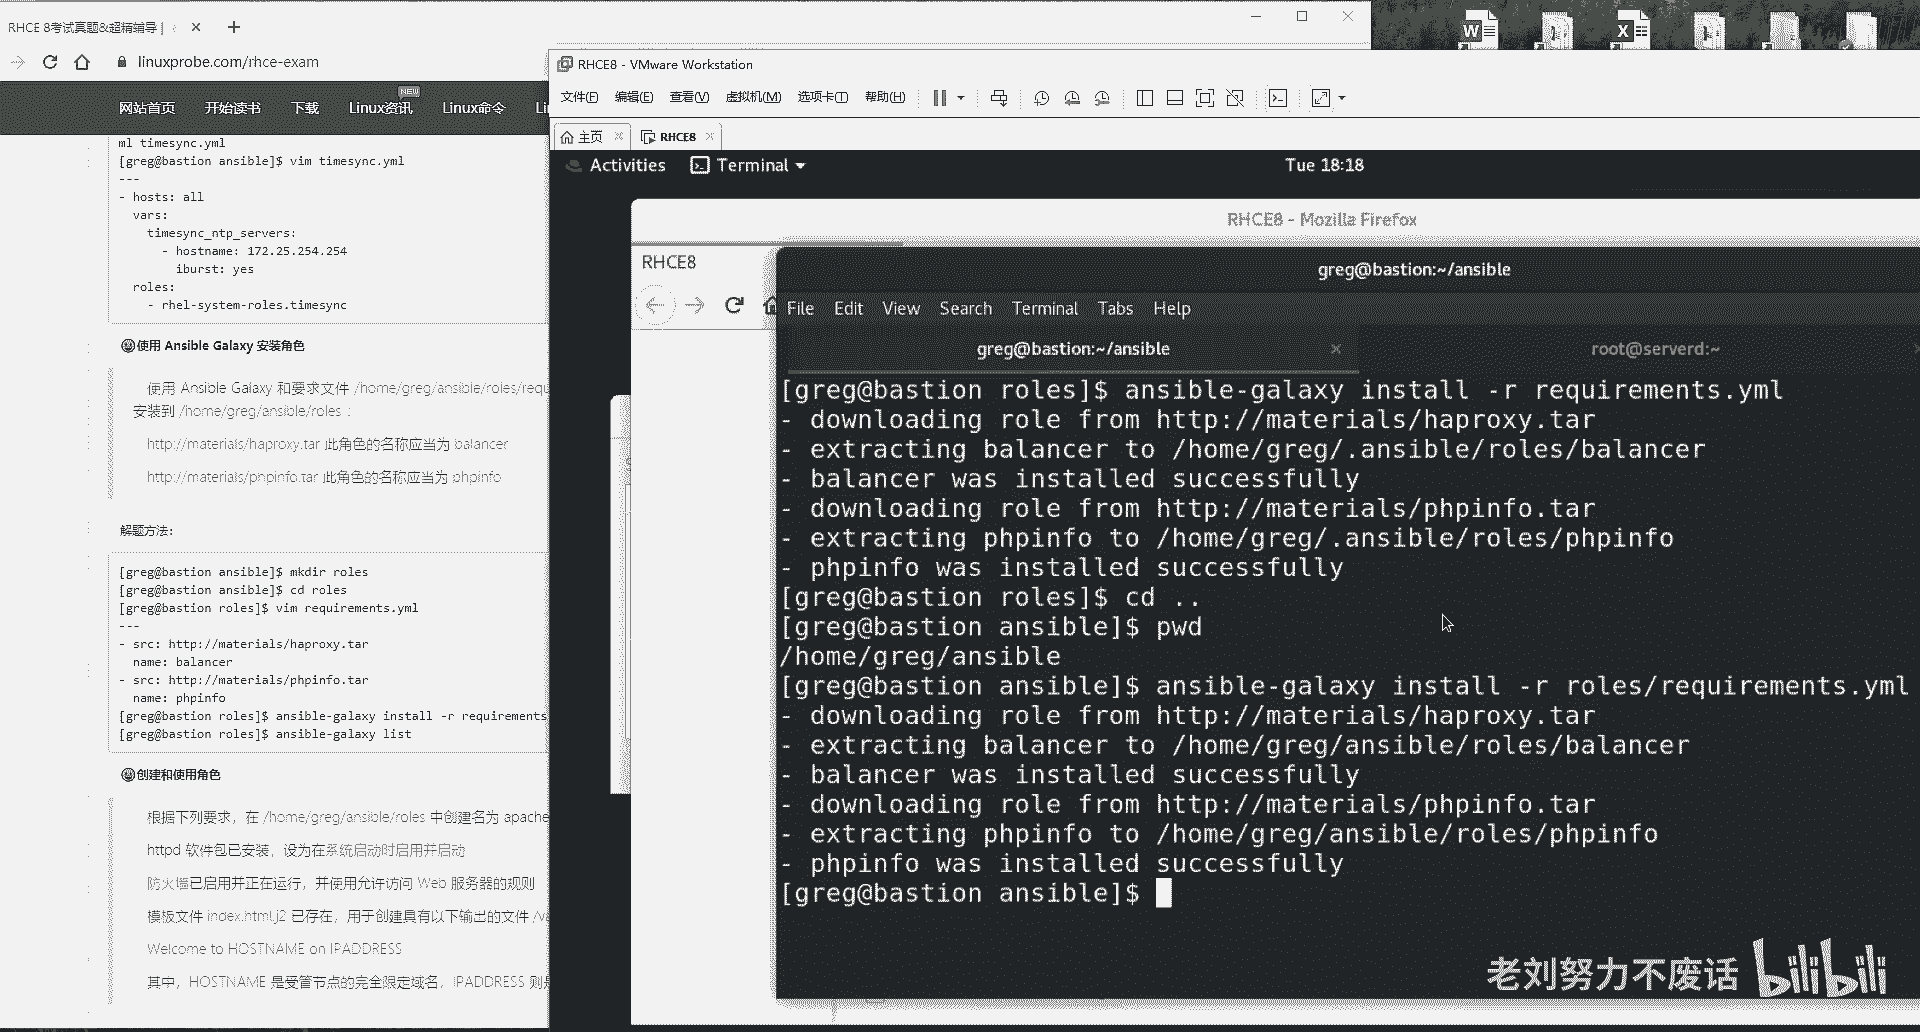 RHCE 8考试真题&超精辅导 |
linuxprobe.com/rhce-exam
网站首页 开始读书 下载 Linux资讯 NEW Linux命令 Li
ml timesync.yml
[greg@bastion ansible]$ vim timesync.yml
---
- hosts: all
vars:
timesync_ntp_servers:
- hostname: 172.25.254.254
iburst: yes
roles:
- rhel-system-roles.timesync
使用 Ansible Galaxy 安装角色
使用 Ansible Galaxy 和要求文件 /home/greg/ansible/roles/requ
安装到 /home/greg/ansible/roles :
http://materials/haproxy.tar 此角色的名称应当为 balancer
http://materials/phpinfo.tar 此角色的名称应当为 phpinfo
解题方法:
[greg@bastion ansible]$ mkdir roles
[greg@bastion ansible]$ cd roles
[greg@bastion roles]$ vim requirements.yml
---
- src: http://materials/haproxy.tar
name: balancer
- src: http://materials/phpinfo.tar
name: phpinfo
[greg@bastion roles]$ ansible-galaxy install -r requirements
[greg@bastion roles]$ ansible-galaxy list
创建和使用角色
根据下列要求，在 /home/greg/ansible/roles 中创建名为 apache
httpd 软件包已安装，设为在系统启动时启用并启动
防火墙已启用并正在运行，并使用允许访问 Web 服务器的规则
模板文件 index.html.j2 已存在，用于创建具有以下输出的文件 /va
Welcome to HOSTNAME on IPADDRESS
其中，HOSTNAME 是受管节点的完全限定域名，IPADDRESS 则是
RHCE8 - VMware Workstation
文件(F) 编辑(E) 查看(V) 虚拟机(M) 选项卡(T) 帮助(H)
主页 RHCE8
Activities Terminal Tue 18:18
RHCE8 - Mozilla Firefox
RHCE8
greg@bastion:~/ansible
File Edit View Search Terminal Tabs Help
greg@bastion:~/ansible root@serverd:~
[greg@bastion roles]$ ansible-galaxy install -r requirements.yml
- downloading role from http://materials/haproxy.tar
- extracting balancer to /home/greg/.ansible/roles/balancer
- balancer was installed successfully
- downloading role from http://materials/phpinfo.tar
- extracting phpinfo to /home/greg/.ansible/roles/phpinfo
- phpinfo was installed successfully
[greg@bastion roles]$ cd ..
[greg@bastion ansible]$ pwd
/home/greg/ansible
[greg@bastion ansible]$ ansible-galaxy install -r roles/requirements.yml
- downloading role from http://materials/haproxy.tar
- extracting balancer to /home/greg/ansible/roles/balancer
- balancer was installed successfully
- downloading role from http://materials/phpinfo.tar
- extracting phpinfo to /home/greg/ansible/roles/phpinfo
- phpinfo was installed successfully
[greg@bastion ansible]$
老刘努力不废话 bilibili